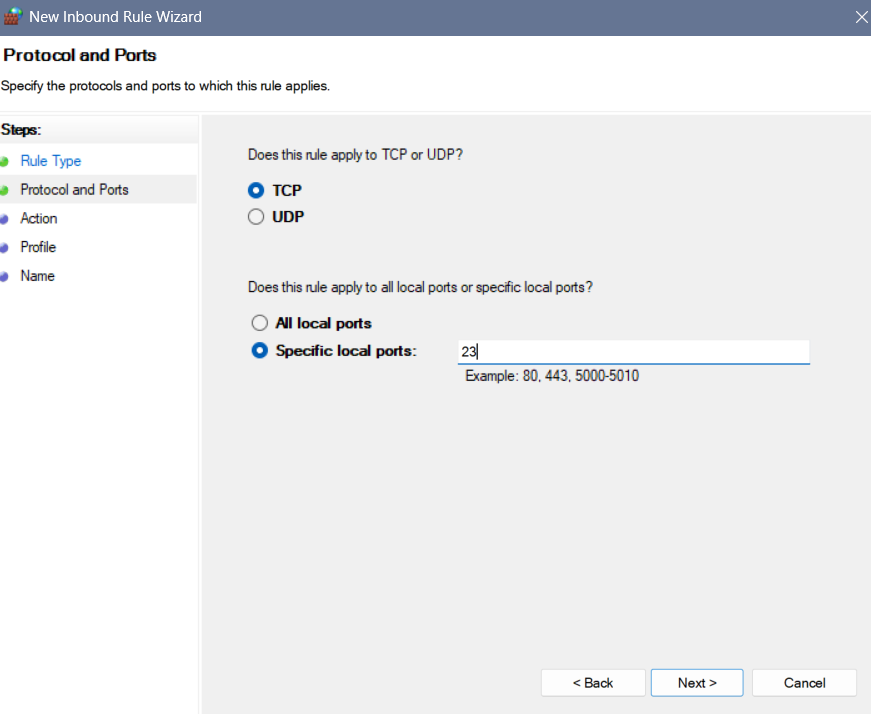 New Inbound Rule Wizard
Protocol and Ports
Specify the protocols and ports to which this rule applies.
Steps:
Rule Type
Protocol and Ports
Action
Profile
Name
Does this rule apply to TCP or UDP?
TCP
UDP
Does this rule apply to all local ports or specific local ports?
All local ports
Specific local ports: 23
Example: 80, 443, 5000-5010
< Back Next > Cancel